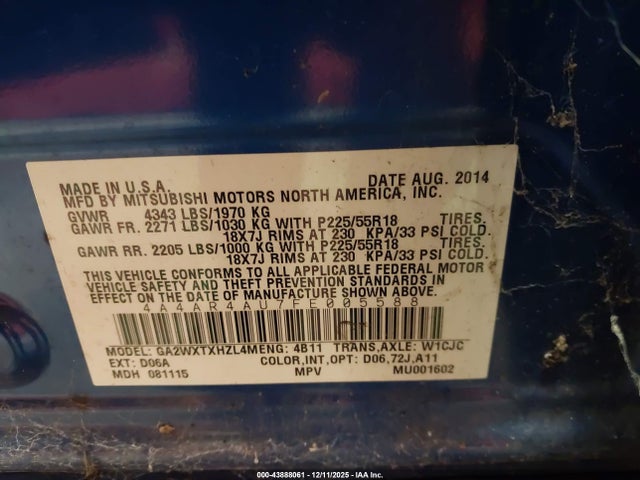 MADE IN U.S.A. DATE AUG. 2014
MFD BY MITSUBISHI MOTORS NORTH AMERICA, INC.
GVWR 4343 LBS/1970 KG
GAWR FR. 2271 LBS/1030 KG WITH P225/55R18 TIRES.
18X7J RIMS AT 230 KPA/33 PSI COLD.
GAWR RR. 2205 LBS/1000 KG WITH P225/55R18 TIRES.
18X7J RIMS AT 230 KPA/33 PSI COLD.
THIS VEHICLE CONFORMS TO ALL APPLICABLE FEDERAL MOTOR
VEHICLE SAFETY AND THEFT PREVENTION STANDARDS IN
EFFECT ON THE DATE OF MANUFACTURE SHOWN ABOVE.
4A4AR4AU7FE005588
MODEL: GA2WXTXHZL4MENG: 4B11 TRANS,AXLE: W1CJC
EXT: D06A COLOR,INT,OPT: D06,72J,A11
MDH 081115 MPV MU001602
000-43888061 - 12/11/2025 - IAA Inc.